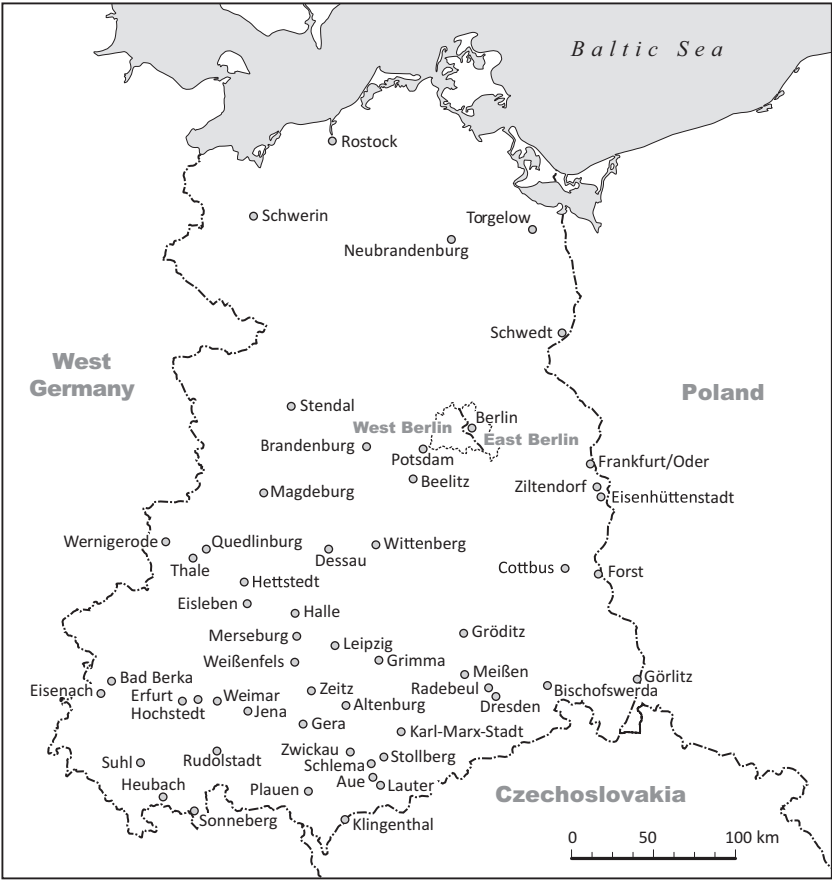 Baltic Sea
Rostock
Schwerin
Torgelow
Neubrandenburg
Schwedt
West
Germany
Poland
Stendal
Berlin
West Berlin
East Berlin
Brandenburg
Potsdam
Frankfurt/Oder
Beelitz
Ziltendorf
Magdeburg
Eisenhüttenstadt
Wernigerode
Quedlinburg
Wittenberg
Dessau
Thale
Cottbus
Forst
Hettstedt
Eisleben
Halle
Merseburg
Gröditz
Leipzig
Weißenfels
Grimma
Meißen
Bad Berka
Görlitz
Eisenach
Erfurt
Weimar
Zeitz
Radebeul
Bischofswerda
Hochstedt
Jena
Altenburg
Dresden
Gera
Karl-Marx-Stadt
Zwickau
Stollberg
Suhl
Rudolstadt
Schlema
Heubach
Plauen
Aue
Lauter
Czechoslovakia
Sonneberg
Klingenthal
0 50 100 km